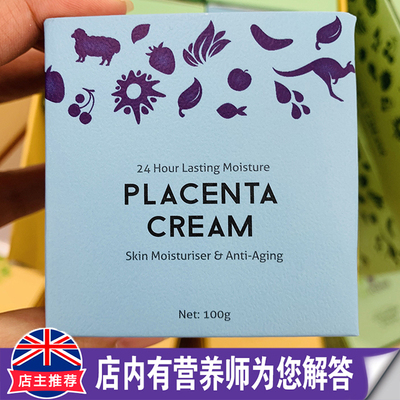 24 Hour Lasting Moisture
PLACENTA
CREAM
Skin Moisturiser & Anti-Aging
Net: 100g
店主推荐
店内有营养师为您解答